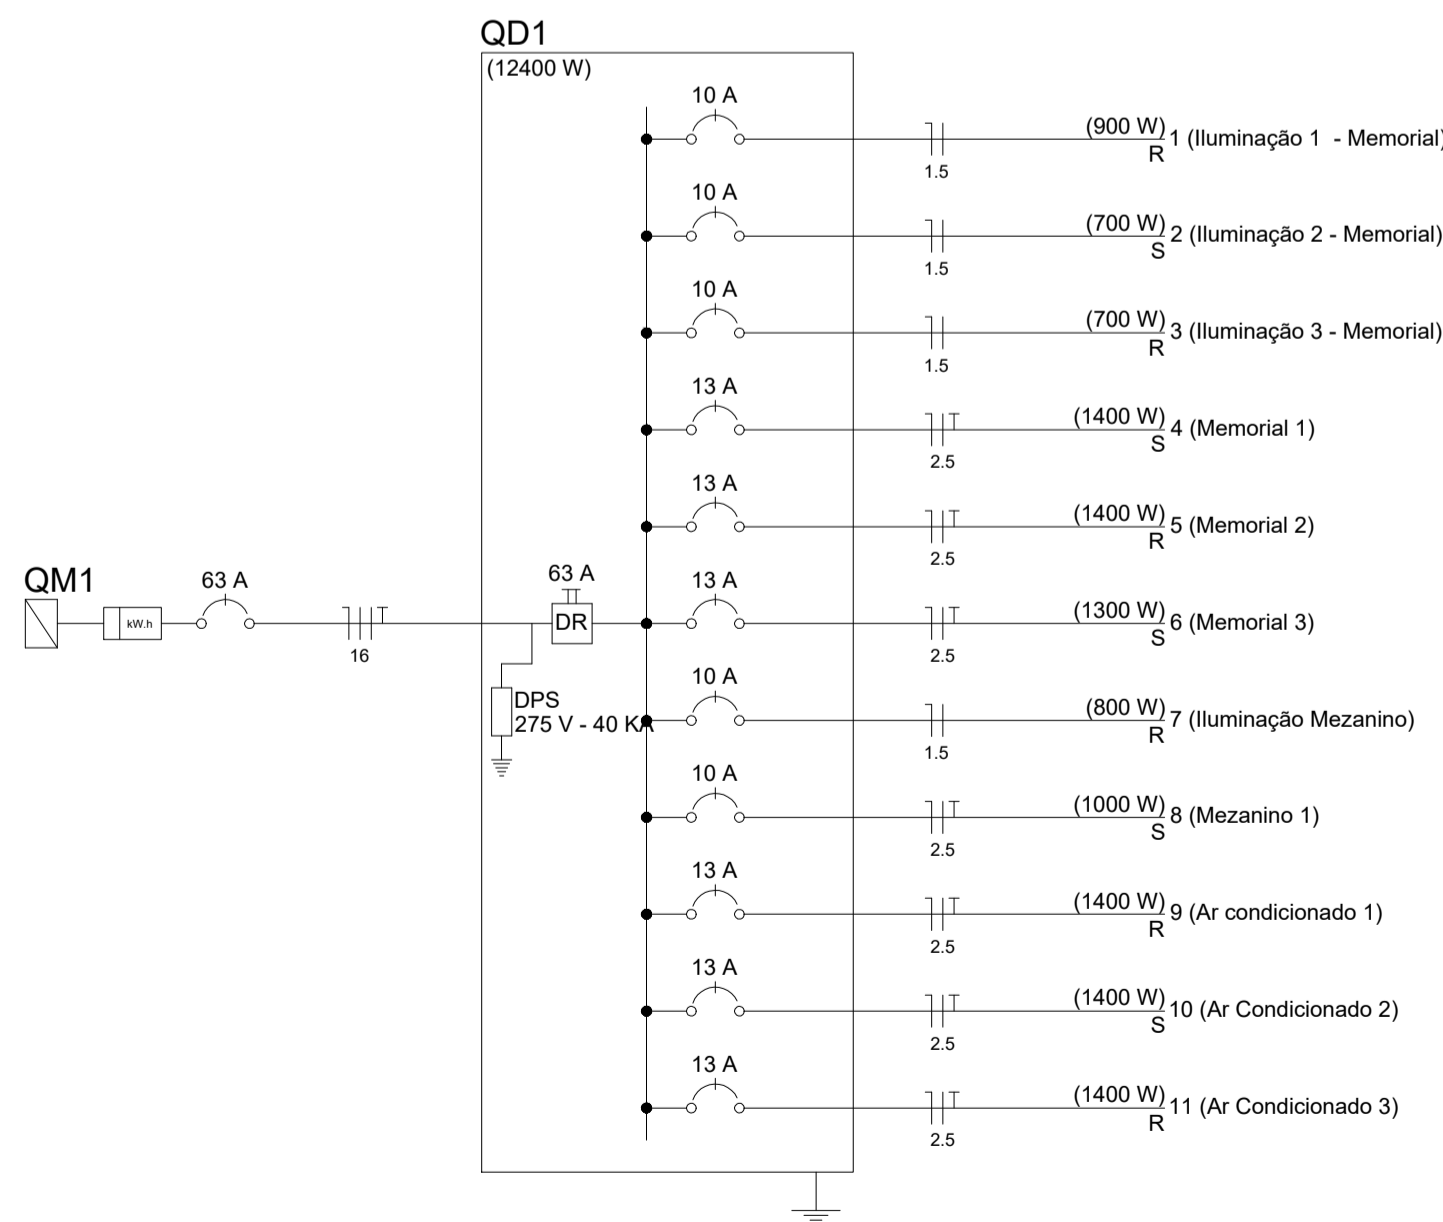 QD1
(12400 W)
10 A
(900 W)
1 (Iluminação 1 - Memorial)
R
1.5
10 A
(700 W)
2 (Iluminação 2 - Memorial)
S
1.5
10 A
(700 W)
3 (Iluminação 3 - Memorial)
R
1.5
13 A
(1400 W)
4 (Memorial 1)
S
2.5
13 A
(1400 W)
5 (Memorial 2)
R
2.5
QM1
63 A
kW.h
16
63 A
DR
13 A
(1300 W)
6 (Memorial 3)
S
2.5
DPS
275 V - 40 KA
10 A
(800 W)
7 (Iluminação Mezanino)
R
1.5
10 A
(1000 W)
8 (Mezanino 1)
S
2.5
13 A
(1400 W)
9 (Ar condicionado 1)
R
2.5
13 A
(1400 W)
10 (Ar Condicionado 2)
S
2.5
13 A
(1400 W)
11 (Ar Condicionado 3)
R
2.5